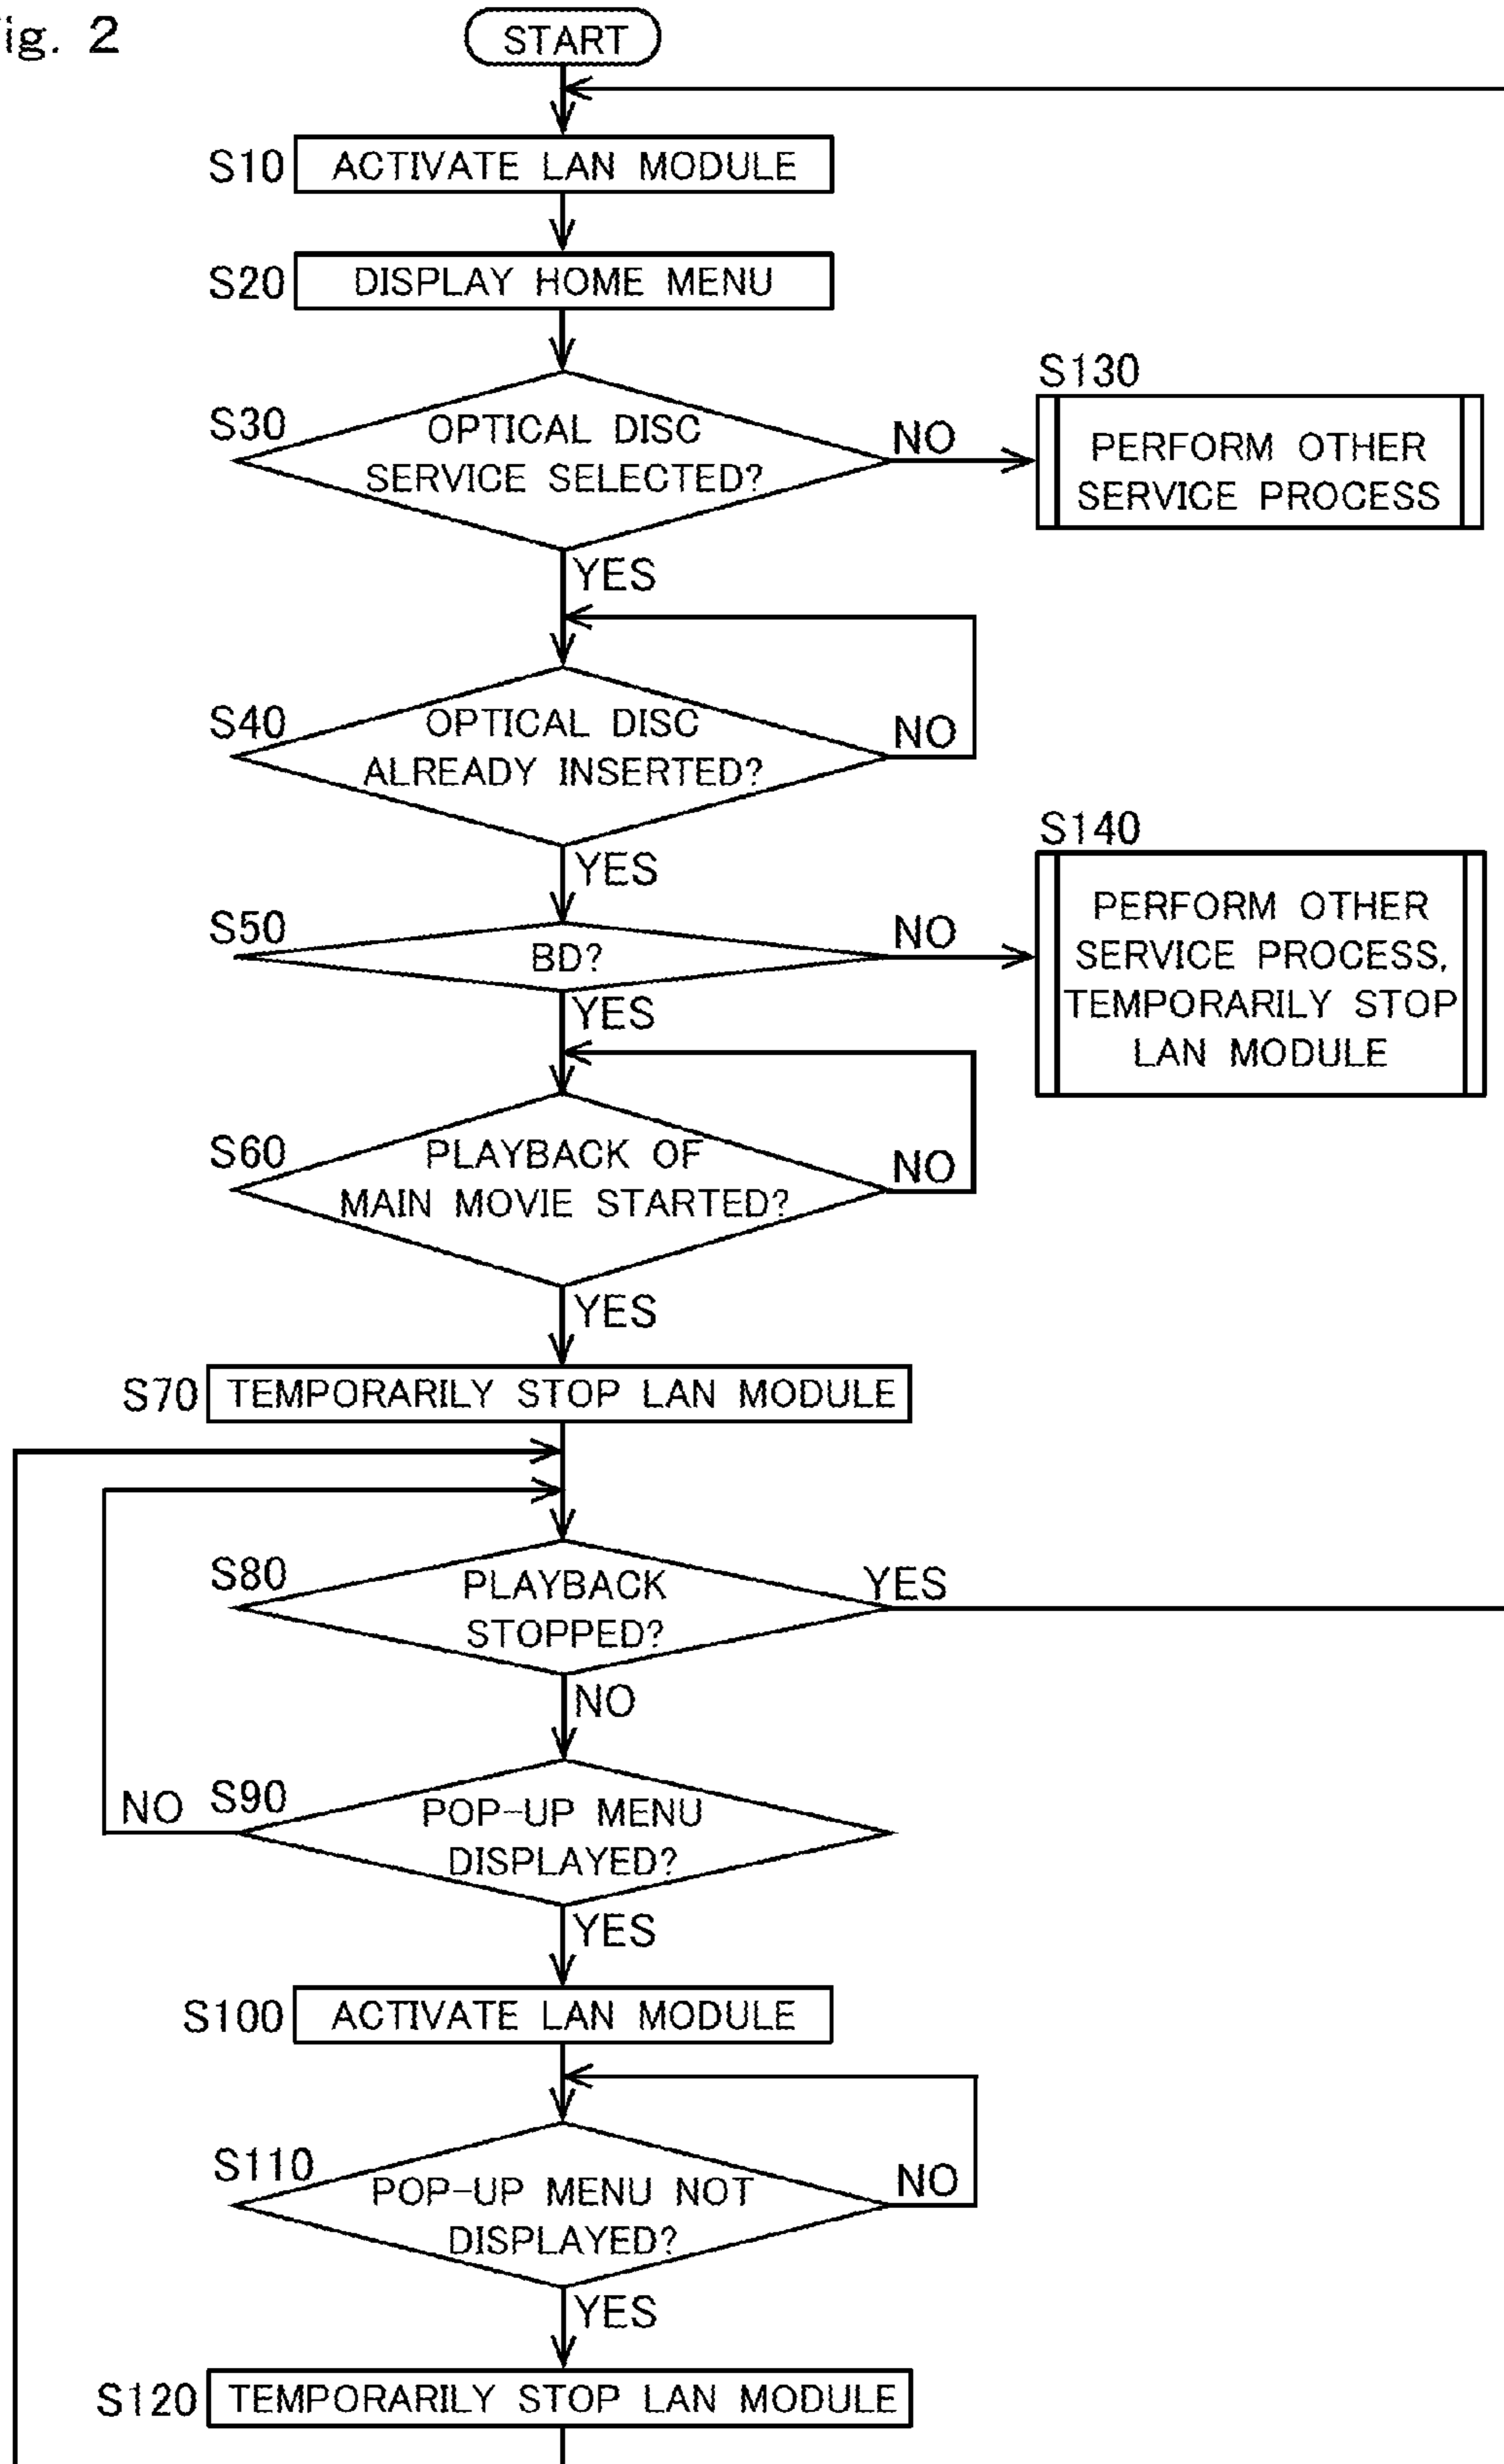 ig. 2
START
S10
ACTIVATE LAN MODULE
S20
DISPLAY HOME MENU
S30
OPTICAL DISC
SERVICE SELECTED?
NO
S130
PERFORM OTHER
SERVICE PROCESS
YES
S40
OPTICAL DISC
ALREADY INSERTED?
NO
YES
S50
BD?
NO
S140
PERFORM OTHER
SERVICE PROCESS,
TEMPORARILY STOP
LAN MODULE
YES
S60
PLAYBACK OF
MAIN MOVIE STARTED?
NO
YES
S70
TEMPORARILY STOP LAN MODULE
S80
PLAYBACK
STOPPED?
YES
NO
S90
POP-UP MENU
DISPLAYED?
NO
YES
S100
ACTIVATE LAN MODULE
S110
POP-UP MENU NOT
DISPLAYED?
NO
YES
S120
TEMPORARILY STOP LAN MODULE